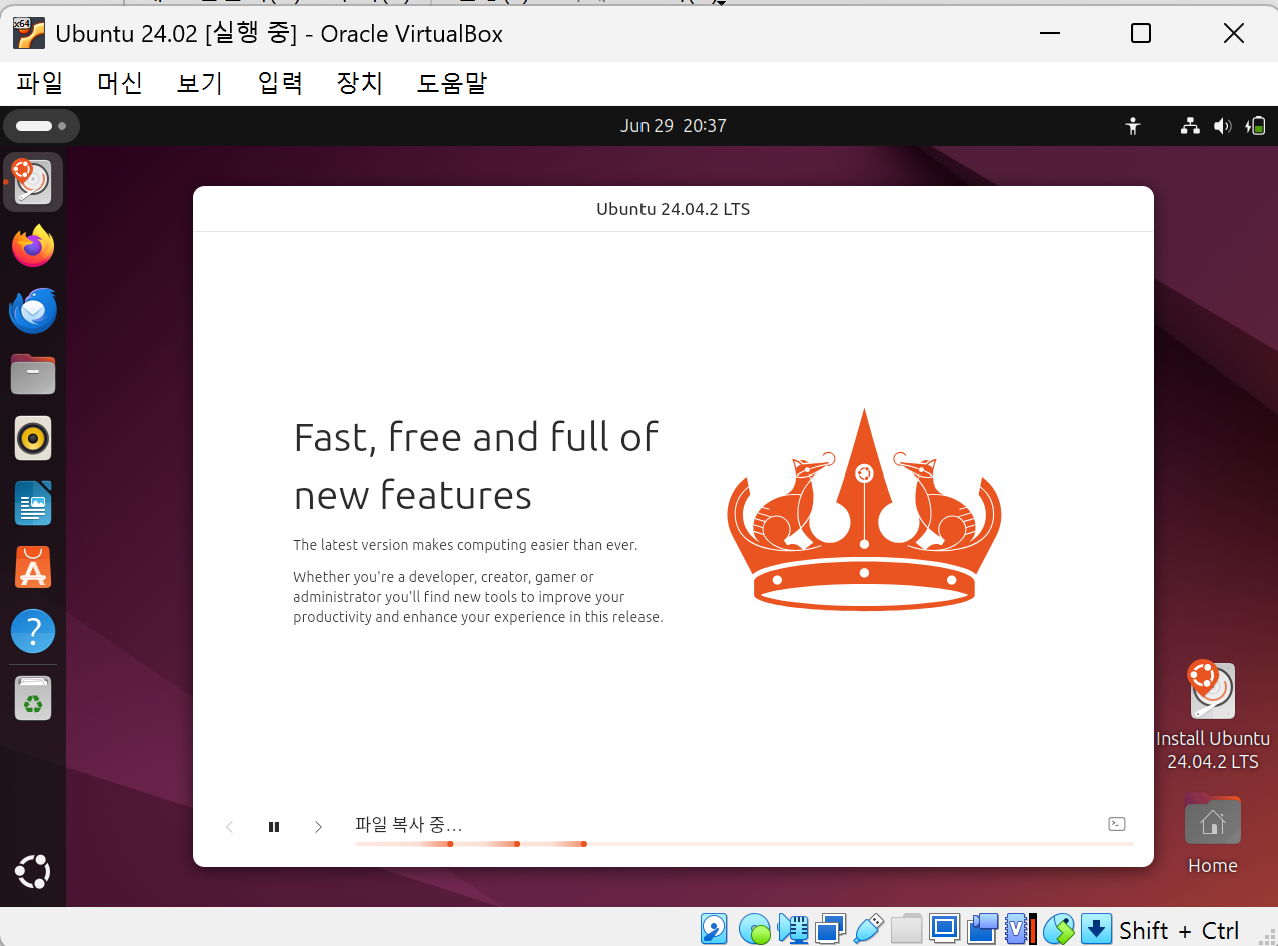 Ubuntu 24.02 [실행 중] - Oracle VirtualBox
파일 머신 보기 입력 장치 도움말
Jun 29 20:37
Ubuntu 24.04.2 LTS
Fast, free and full of
new features
The latest version makes computing easier than ever.
Whether you're a developer, creator, gamer or
administrator you'll find new tools to improve your
productivity and enhance your experience in this release.
Install Ubuntu
24.04.2 LTS
파일 복사 중...
Home
Shift + Ctrl